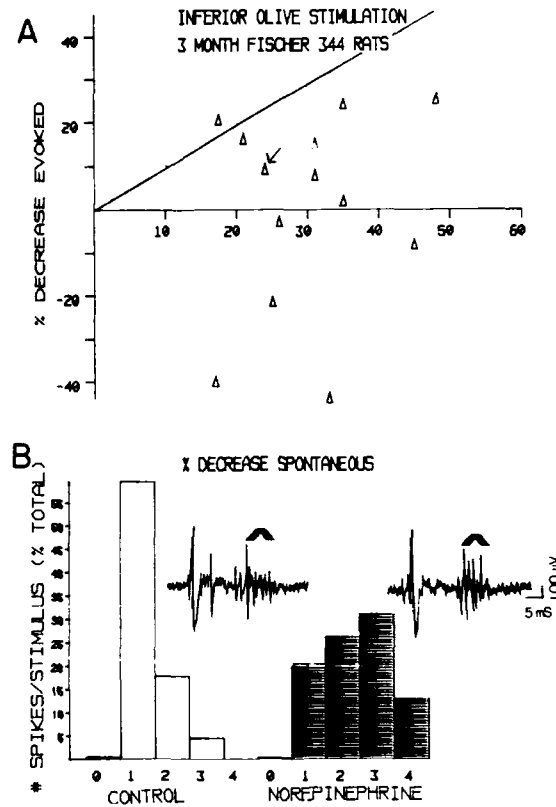 A
INFERIOR OLIVE STIMULATION
3 MONTH FISCHER 344 RATS
% DECREASE EVOKED
40
20
-20
-40
10 20 30 40 50 60
% DECREASE SPONTANEOUS
B
# SPIKES/STIMULUS (% TOTAL)
55
50
45
40
35
30
25
20
15
10
5
0 1 2 3 4 0 1 2 3 4
CONTROL NOREPINEPHRINE
5 mS